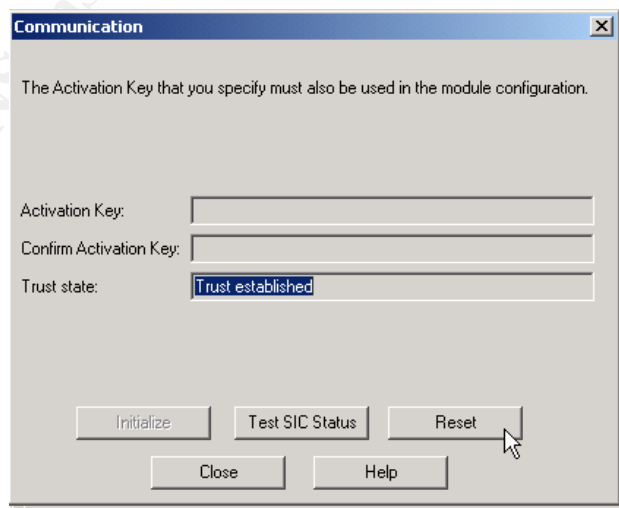 Communication
The Activation Key that you specify must also be used in the module configuration.
Activation Key:
Confirm Activation Key:
Trust state: Trust established
Initialize Test SIC Status Reset
Close Help